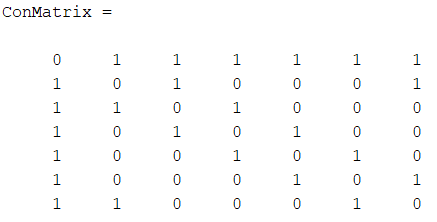 ConMatrix =
0 1 1 1 1 1 1
1 0 1 0 0 0 1
1 1 0 1 0 0 0
1 0 1 0 1 0 0
1 0 0 1 0 1 0
1 0 0 0 1 0 1
1 1 0 0 0 1 0